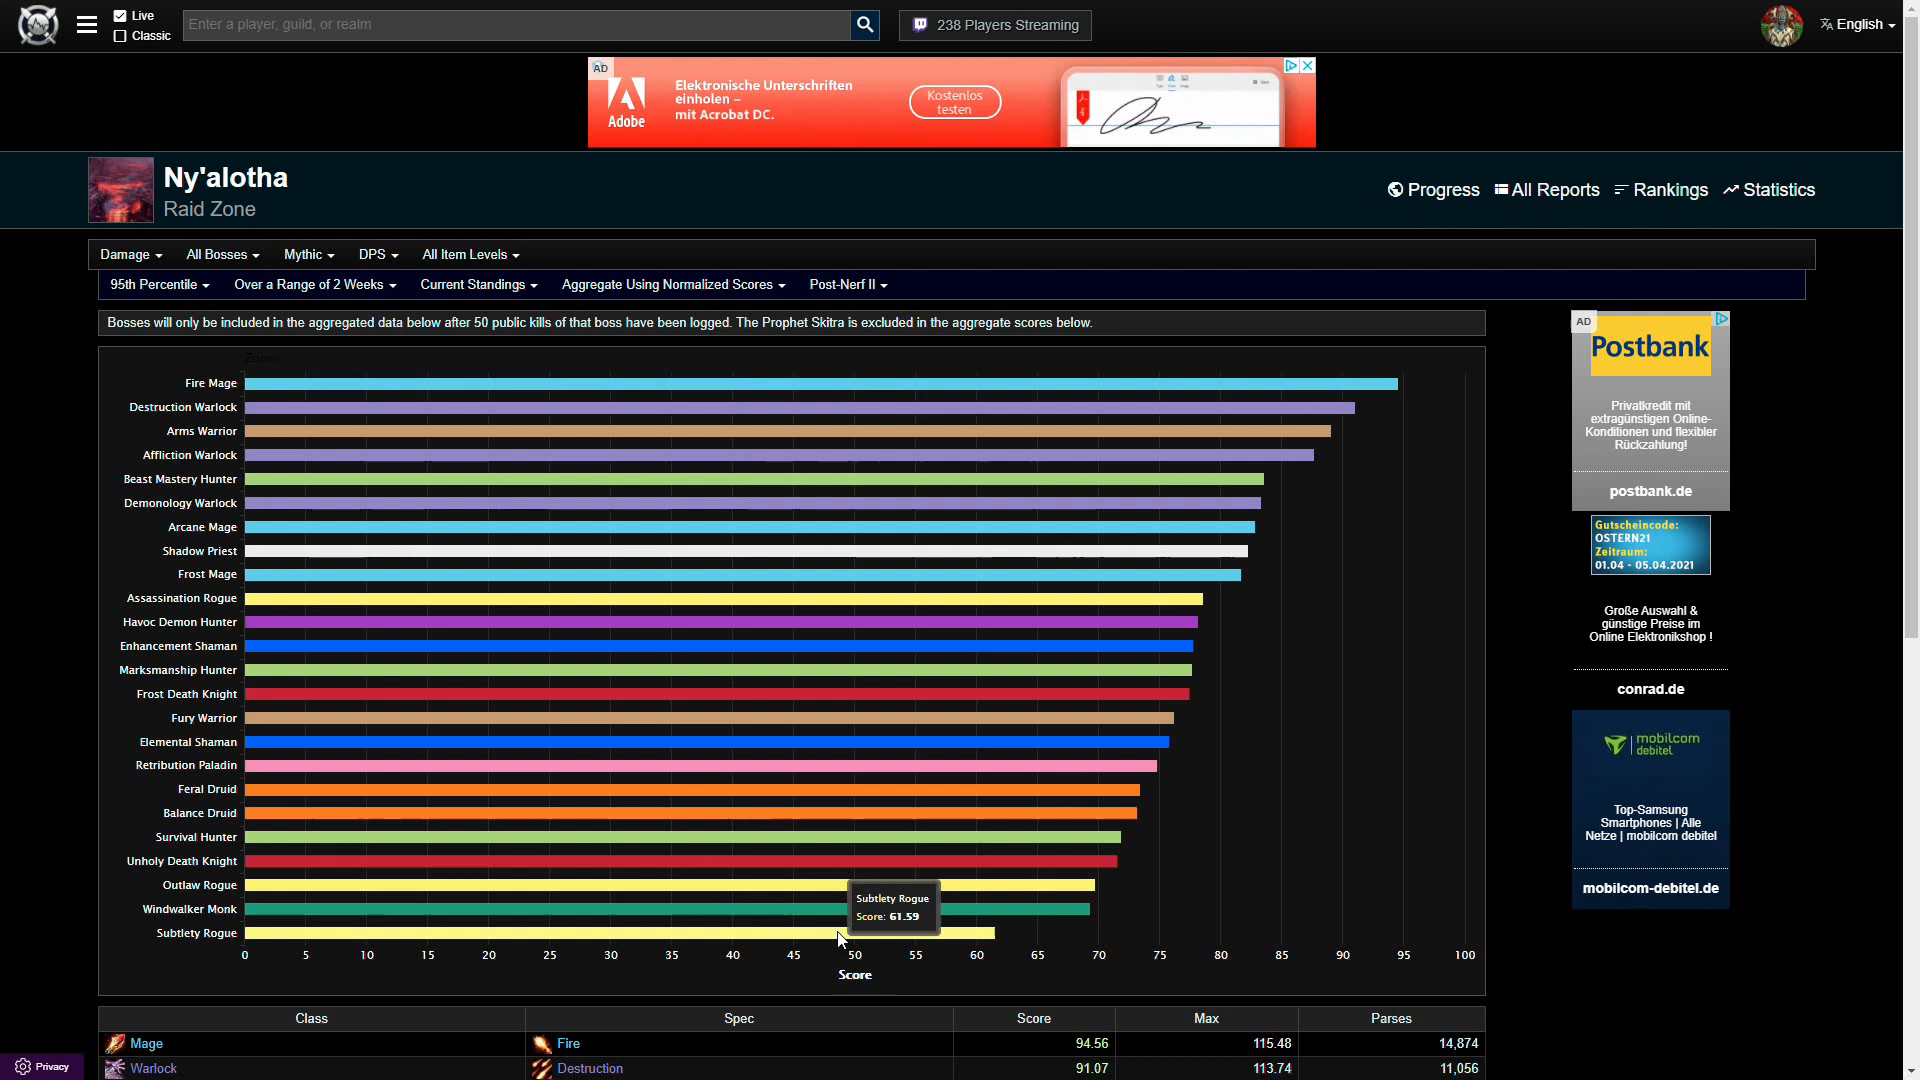 Live
Classic
Enter a player, guild, or realm
238 Players Streaming
English
AD
Adobe
Elektronische Unterschriften
einholen –
mit Acrobat DC.
Kostenlos
testen
Ny'alotha
Raid Zone
Progress
All Reports
Rankings
Statistics
Damage
All Bosses
Mythic
DPS
All Item Levels
95th Percentile
Over a Range of 2 Weeks
Current Standings
Aggregate Using Normalized Scores
Post-Nerf II
Bosses will only be included in the aggregated data below after 50 public kills of that boss have been logged. The Prophet Skitra is excluded in the aggregate scores below.
Fire Mage
Destruction Warlock
Arms Warrior
Affliction Warlock
Beast Mastery Hunter
Demonology Warlock
Arcane Mage
Shadow Priest
Frost Mage
Assassination Rogue
Havoc Demon Hunter
Enhancement Shaman
Marksmanship Hunter
Frost Death Knight
Fury Warrior
Elemental Shaman
Retribution Paladin
Feral Druid
Balance Druid
Survival Hunter
Unholy Death Knight
Outlaw Rogue
Windwalker Monk
Subtlety Rogue
Subtlety Rogue
Score: 61.59
0 5 10 15 20 25 30 35 40 45 50 55 60 65 70 75 80 85 90 95 100
Score
Class Spec Score Max Parses
Mage Fire 94.56 115.48 14,874
Warlock Destruction 91.07 113.74 11,056
Privacy
AD
Postbank
Privatkredit mit
extragünstigen Online-
Konditionen und flexibler
Rückzahlung!
postbank.de
Gutscheincode:
OSTERN21
Zeitraum:
01.04 - 05.04.2021
Große Auswahl &
günstige Preise im
Online Elektronikshop !
conrad.de
mobilcom
debitel
Top-Samsung
Smartphones | Alle
Netze | mobilcom debitel
mobilcom-debitel.de